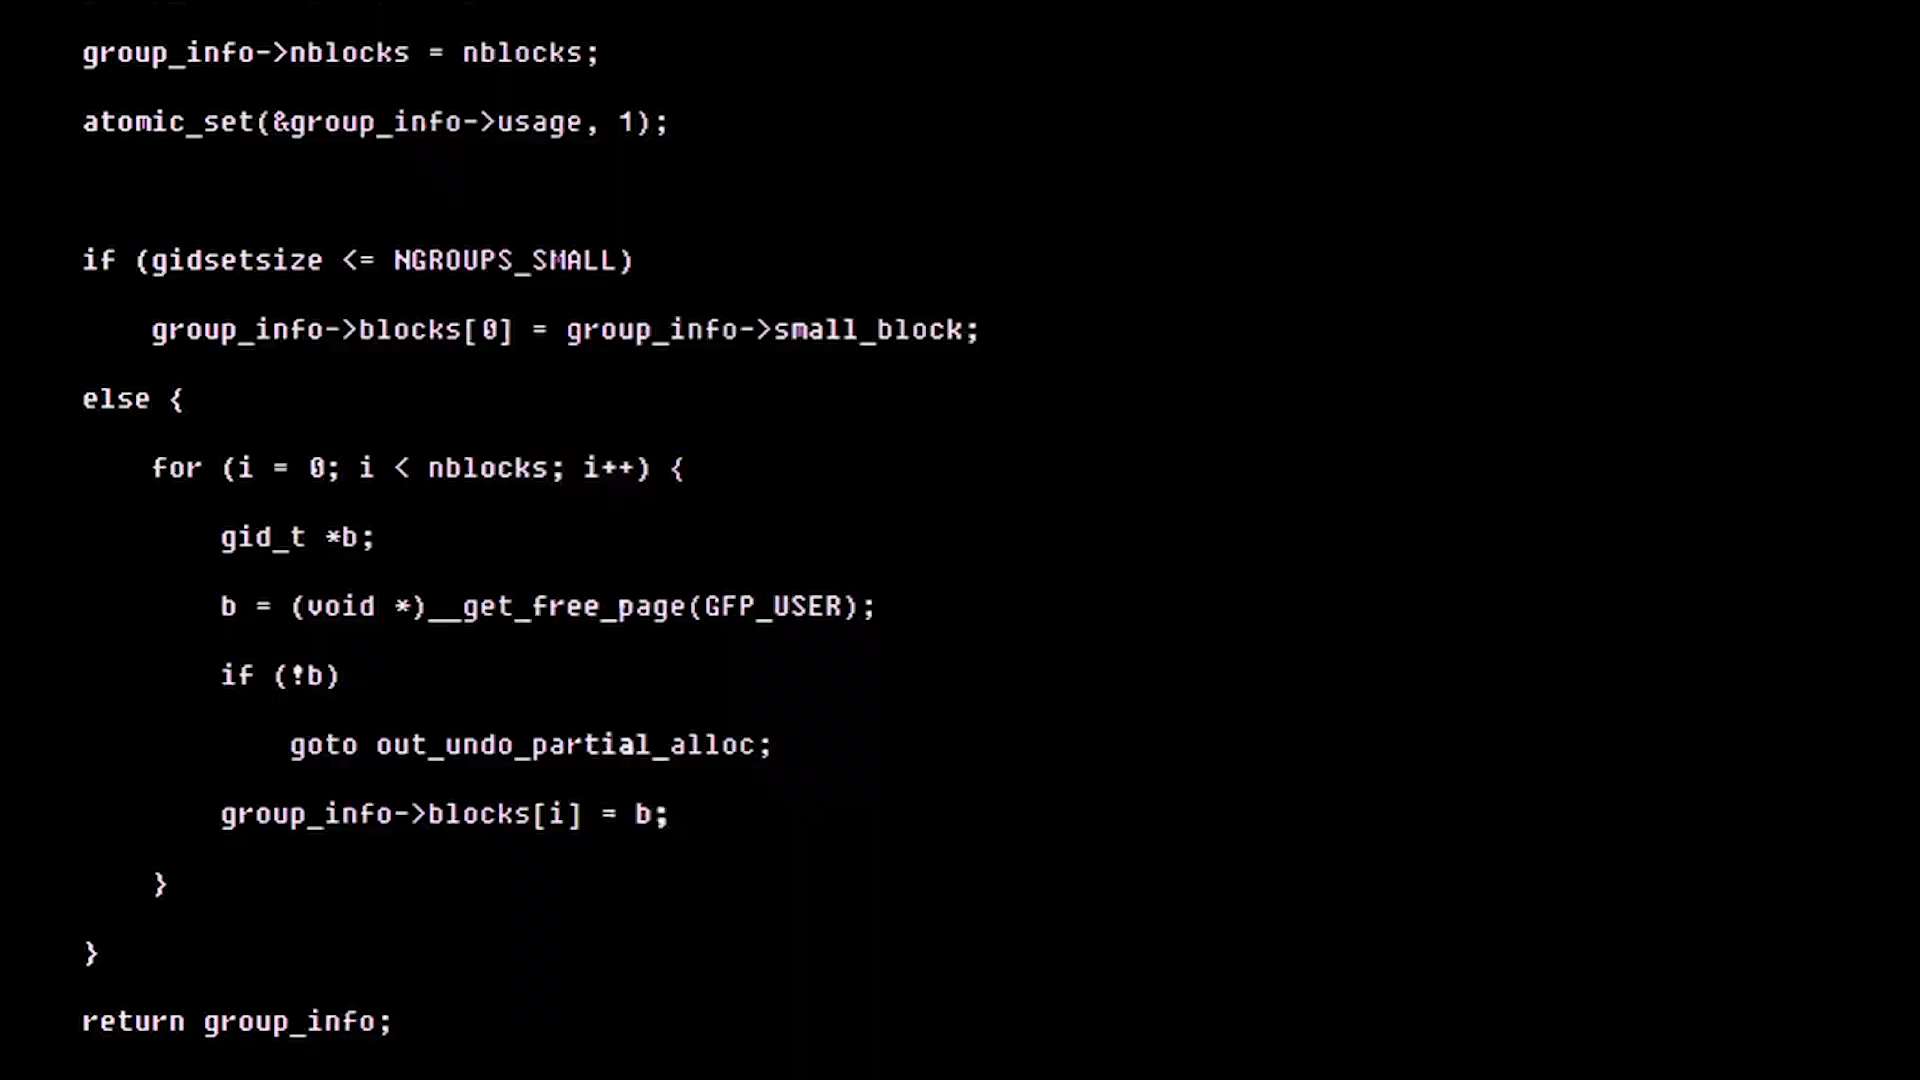 group_info->nblocks = nblocks;
atomic_set(&group_info->usage, 1);
if (gidsetsize <= NGROUPS_SMALL)
group_info->blocks[0] = group_info->small_block;
else {
for (i = 0; i < nblocks; i++) {
gid_t *b;
b = (void *)__get_free_page(GFP_USER);
if (!b)
goto out_undo_partial_alloc;
group_info->blocks[i] = b;
}
}
return group_info;